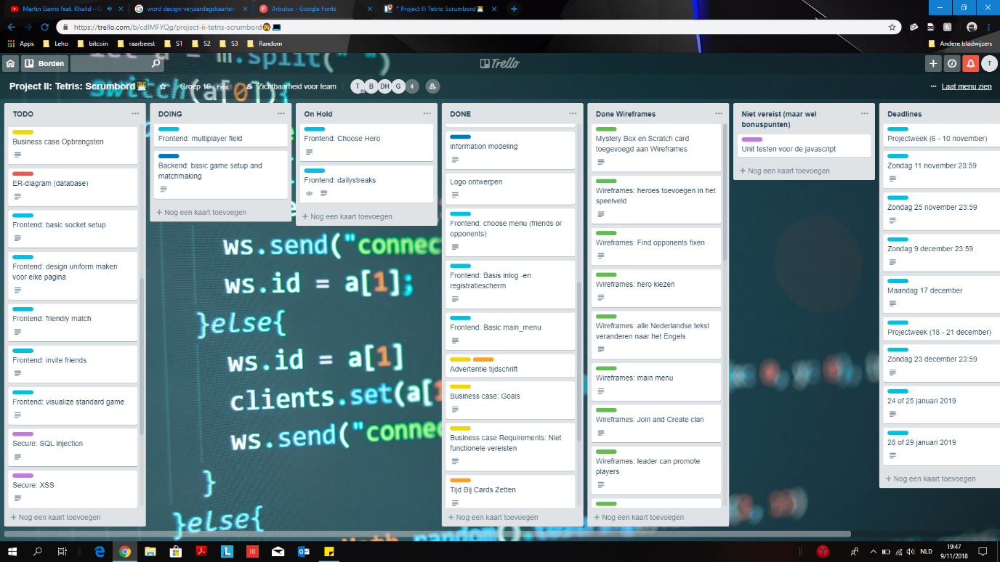 Martin Garrix feat. Khalid - O
word design verjaardagskaarten
Arbutus - Google Fonts
* Project II: Tetris: Scrumbord
https://trello.com/b/cdIMFYQg/project-ii-tetris-scrumbord
Apps
Leho
bitcoin
raarbeest
S1
S2
S3
Random
Andere bladwijzers
Borden
Trello
T
Project II: Tetris: Scrumbord
Groep 16
Free
Zichtbaarheid voor team
T
B
DH
G
4
Laat menu zien
TODO
Business case Opbrengsten
ER-diagram (database)
Frontend: basic socket setup
Frontend: design uniform maken
voor elke pagina
Frontend: friendly match
Frontend: invite friends
Frontend: visualize standard game
Secure: SQL injection
Secure: XSS
+ Nog een kaart toevoegen
DOING
Frontend: multiplayer field
Backend: basic game setup and
matchmaking
+ Nog een kaart toevoegen
On Hold
Frontend: Choose Hero
Frontend: dailystreaks
+ Nog een kaart toevoegen
DONE
information modeling
Logo ontwerpen
Frontend: choose menu (friends or
opponents)
Frontend: Basis inlog -en
registratiescherm
Frontend: Basic main_menu
Advertentie tijdschrift
Business case: Goals
Business case Requirements: Niet
functionele vereisten
Tijd Bij Cards Zetten
+ Nog een kaart toevoegen
Done Wireframes
Mystery Box en Scratch card
toegevoegd aan Wireframes
Wireframes: heroes toevoegen in het
speelveld
Wireframes: Find opponents fixen
Wireframes: hero kiezen
Wireframes: alle Nederlandse tekst
veranderen naar het Engels
Wireframes: main menu
Wireframes: Join and Create clan
Wireframes: leader can promote
players
+ Nog een kaart toevoegen
Niet vereist (maar wel
bonuspunten)
Unit testen voor de javascript
+ Nog een kaart toevoegen
Deadlines
Projectweek (6 - 10 november)
Zondag 11 november 23:59
Zondag 25 november 23:59
Zondag 9 december 23:59
Maandag 17 december
Projectweek (18 - 21 december)
Zondag 23 december 23:59
24 of 25 januari 2019
28 of 29 januari 2019
+ Nog een kaart toevoegen
let a = m.split(" ")
switch(a[0]){
ws.send("connec
ws.id = a[1];
}else{
ws.id = a[1]
clients.set(a[1
ws.send("connec
}
}else{
NLD
19:47
9/11/2018